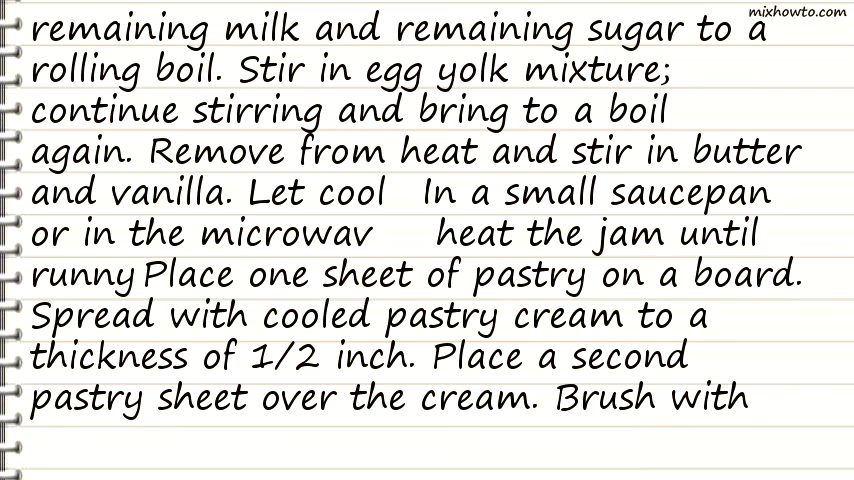 mixhowto.com
remaining milk and remaining sugar to a
rolling boil. Stir in egg yolk mixture;
continue stirring and bring to a boil
again. Remove from heat and stir in butter
and vanilla. Let cool In a small saucepan
or in the microwav heat the jam until
runny Place one sheet of pastry on a board.
Spread with cooled pastry cream to a
thickness of 1/2 inch. Place a second
pastry sheet over the cream. Brush with